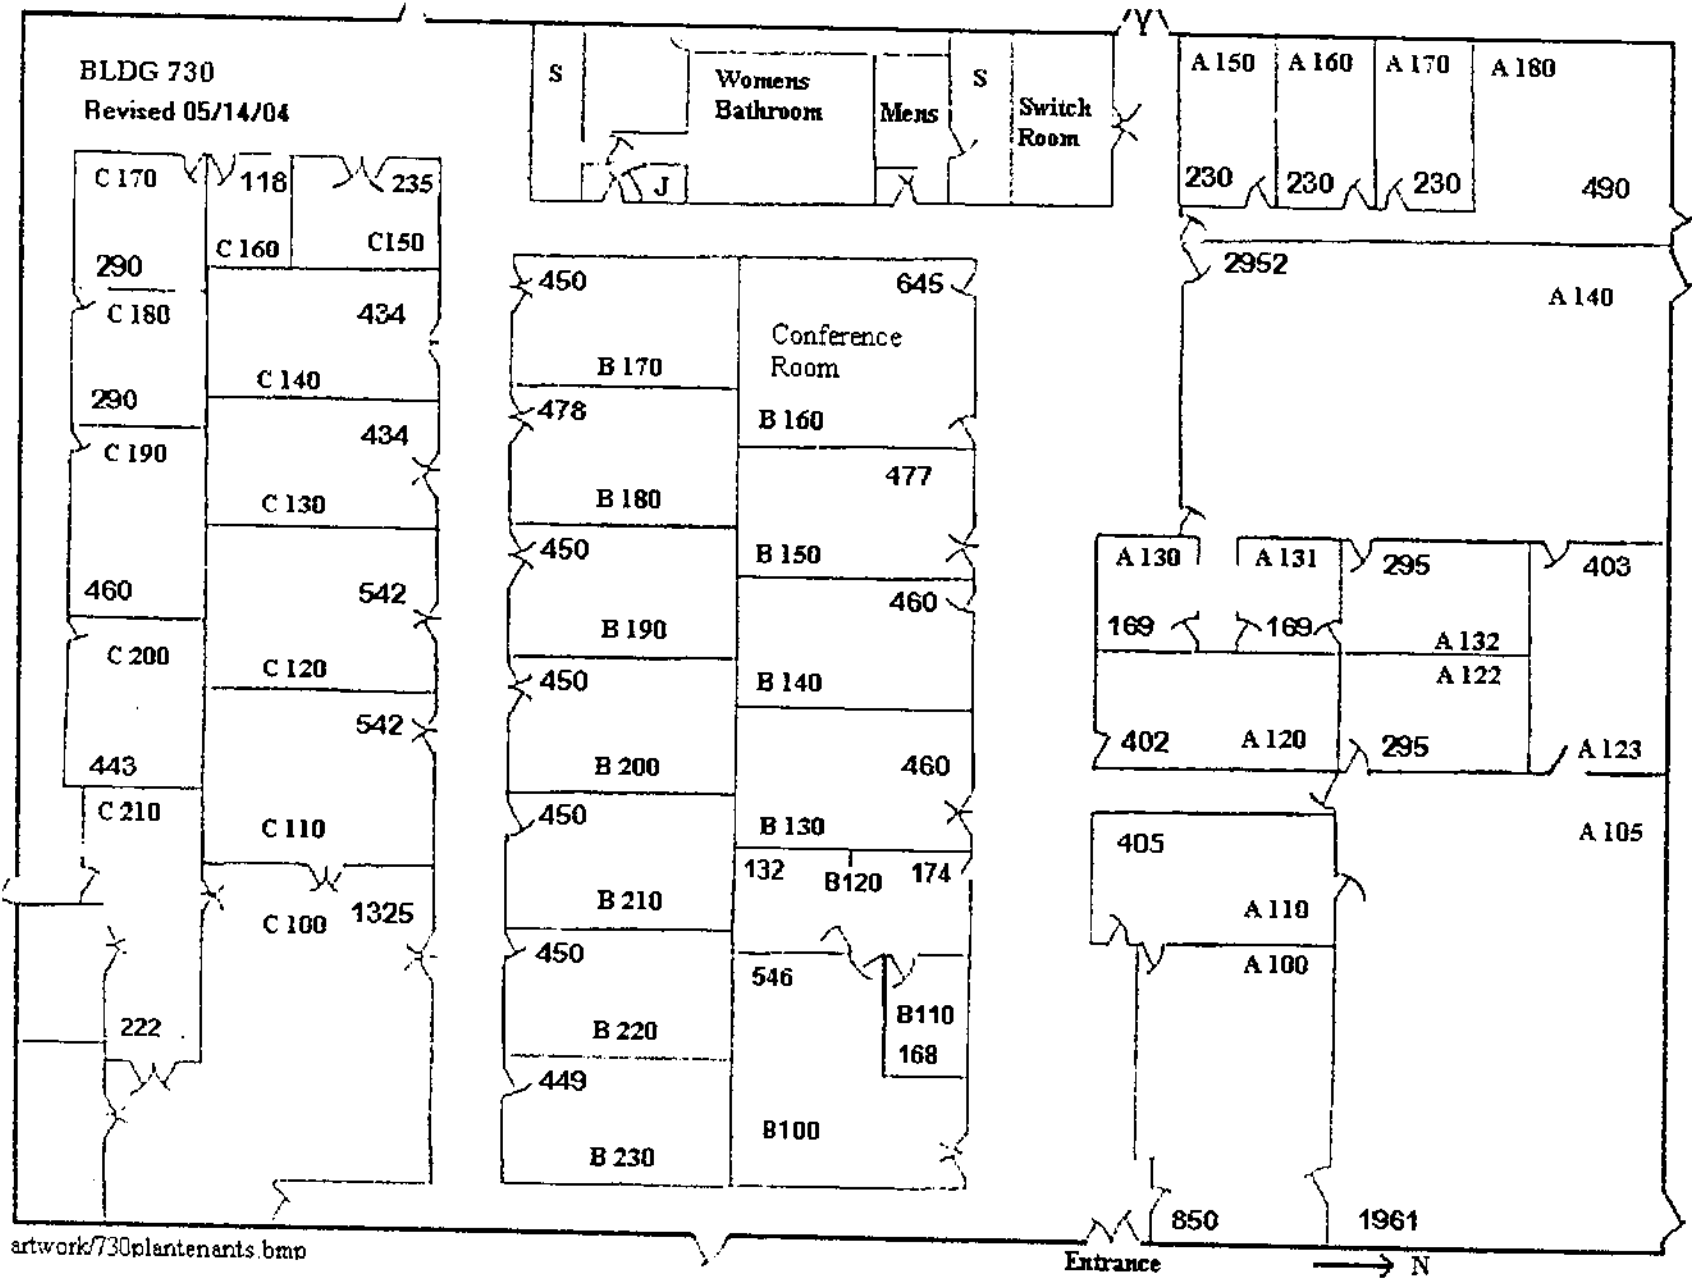 BLDG 730
Revised 05/14/04
S
Womens
Bathroom
Mens
S
Switch
Room
J
A 150
A 160
A 170
A 180
230
230
230
490
C 170
118
235
290
C 160
C150
C 180
434
290
C 140
C 190
434
C 130
460
542
C 200
C 120
443
542
C 210
C 110
C 100
1325
222
450
645
Conference
Room
B 170
B 160
478
477
B 180
B 150
450
460
B 190
B 140
450
460
B 200
B 130
450
132
B120
174
B 210
450
546
B110
168
B 220
449
B100
B 230
2952
A 140
A 130
A 131
295
403
169
169
A 132
A 122
402
A 120
295
A 123
405
A 105
A 110
A 100
850
1961
artwork/730plantenants.bmp
Entrance
N